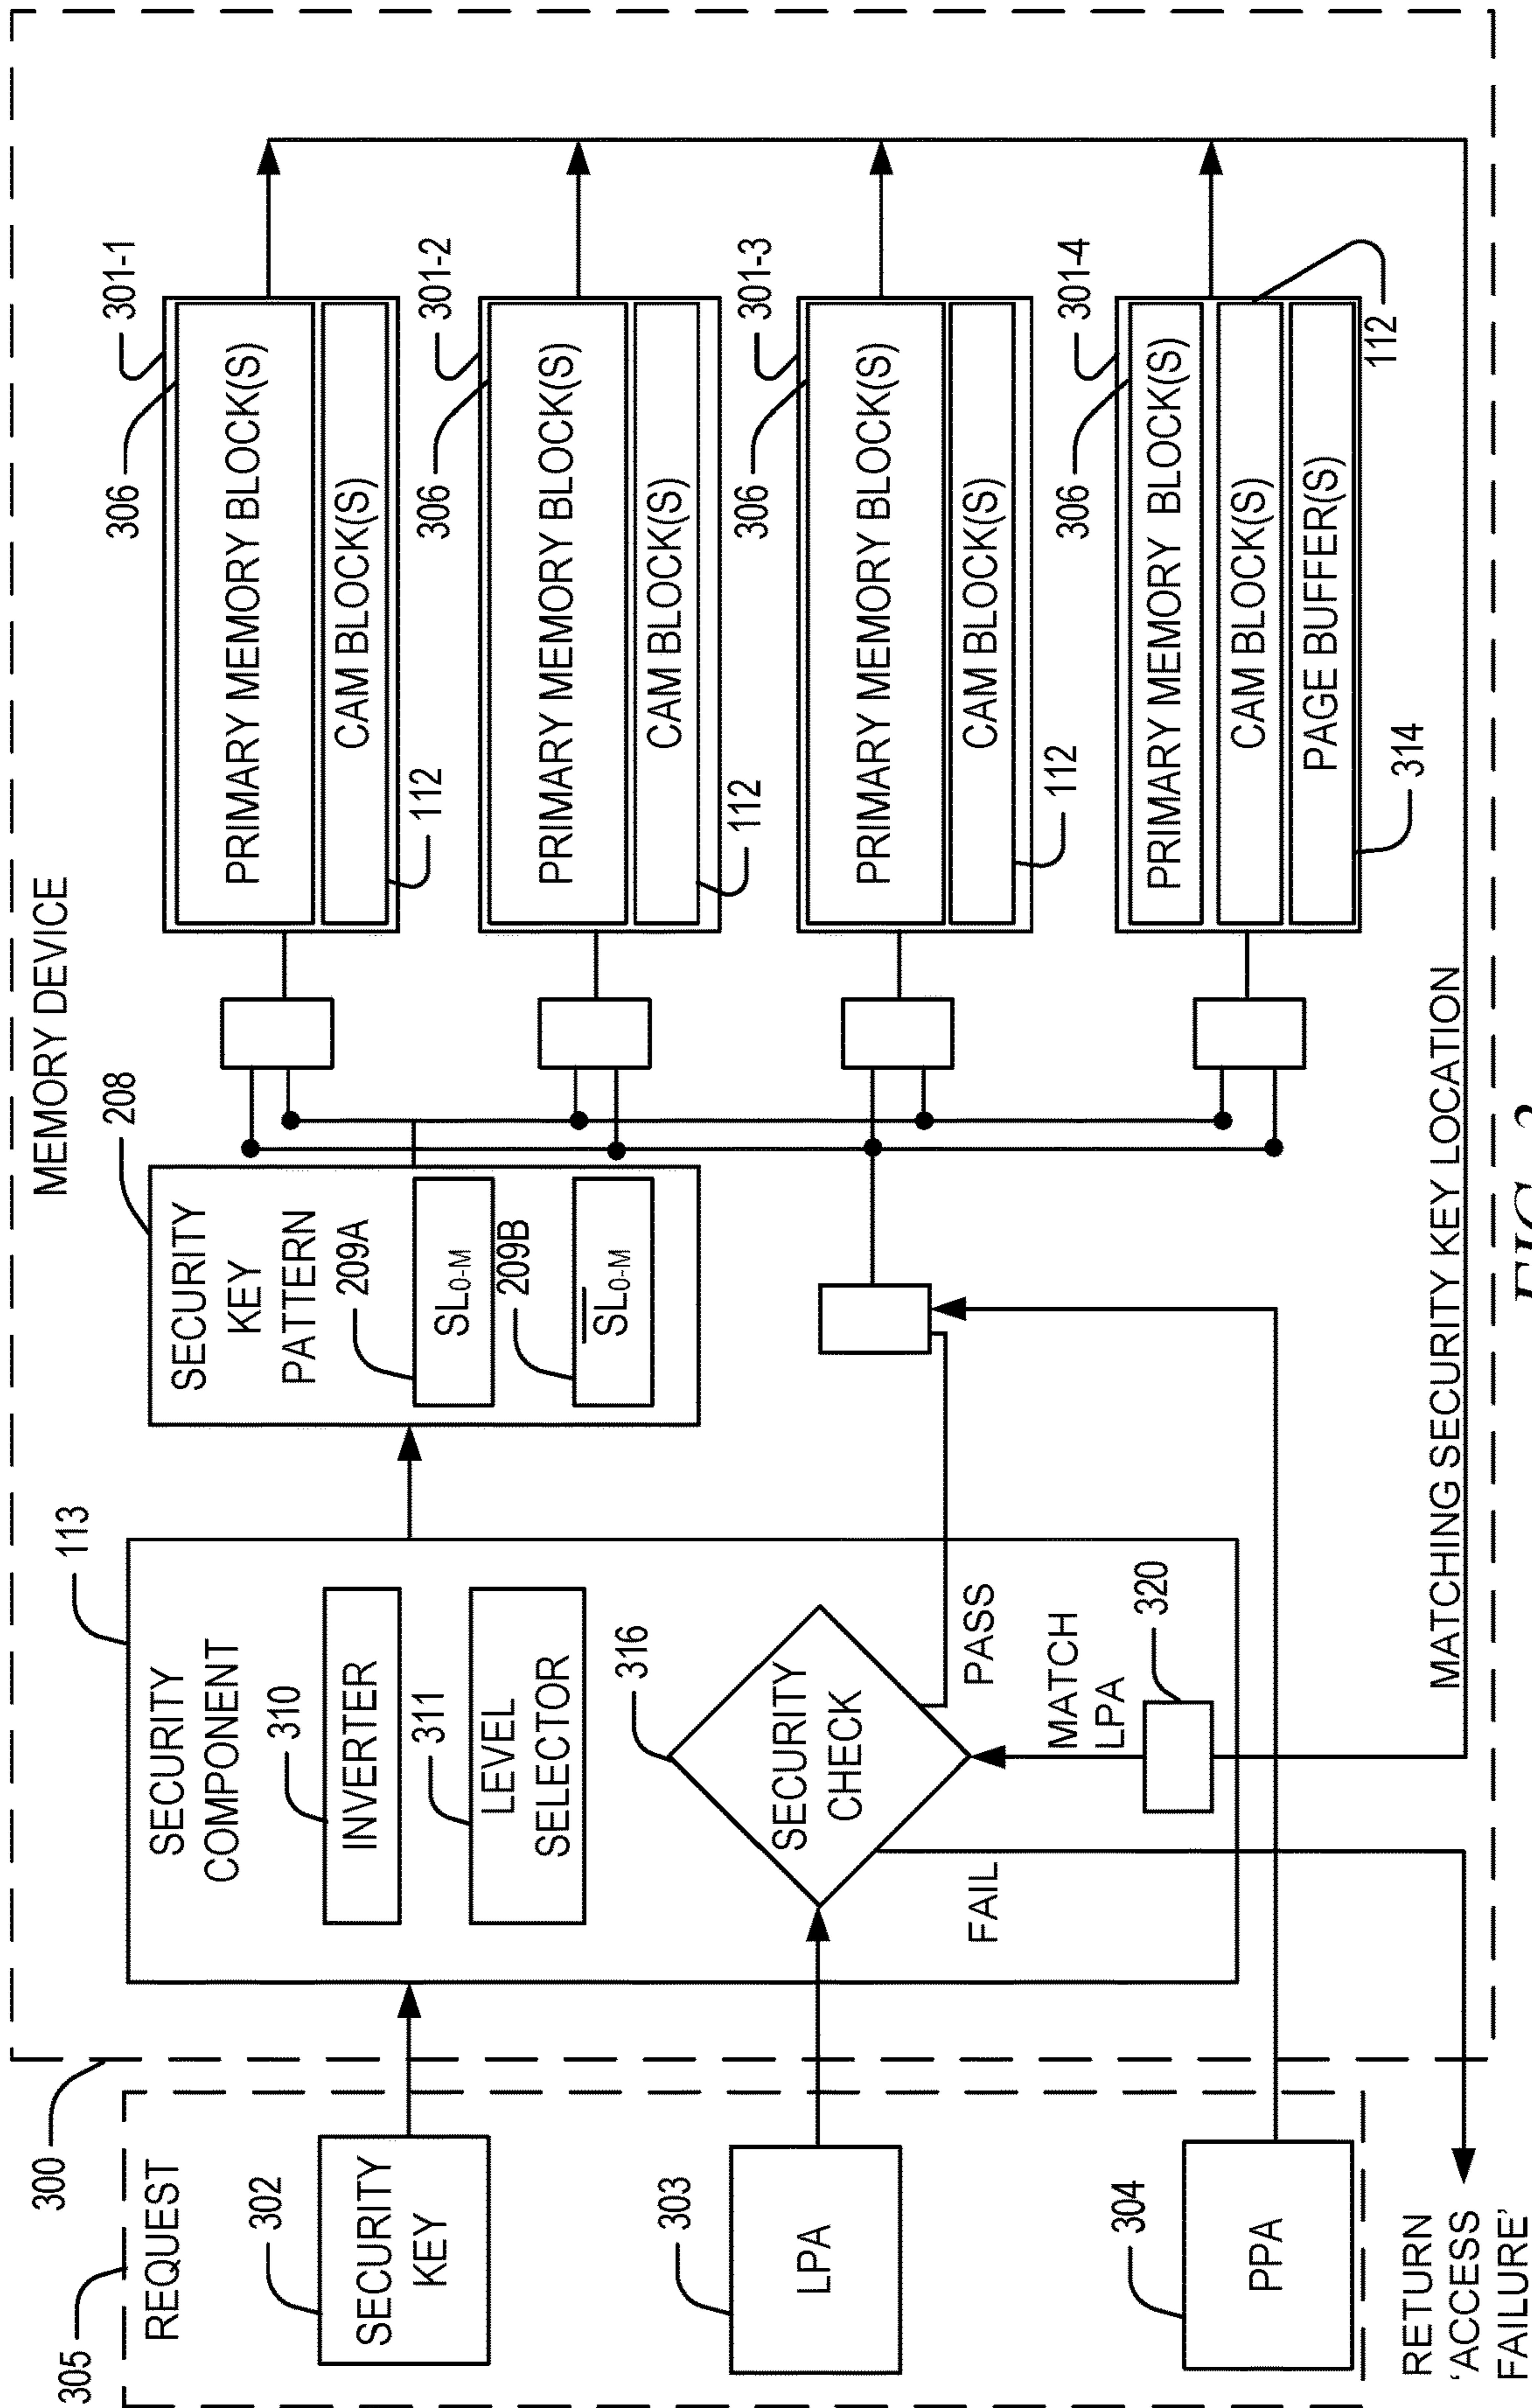 305
REQUEST
302
SECURITY
KEY
303
LPA
304
PPA
RETURN
'ACCESS
FAILURE'
300
MEMORY DEVICE
113
SECURITY
COMPONENT
310
INVERTER
311
LEVEL
SELECTOR
316
SECURITY
CHECK
FAIL
PASS
MATCH
LPA
320
208
SECURITY
KEY
PATTERN
209A
SL0-M
209B
SL0-M
306
301-1
PRIMARY MEMORY BLOCK(S)
CAM BLOCK(S)
112
306
301-2
PRIMARY MEMORY BLOCK(S)
CAM BLOCK(S)
112
306
301-3
PRIMARY MEMORY BLOCK(S)
CAM BLOCK(S)
112
306
301-4
PRIMARY MEMORY BLOCK(S)
CAM BLOCK(S)
PAGE BUFFER(S)
112
314
MATCHING SECURITY KEY LOCATION